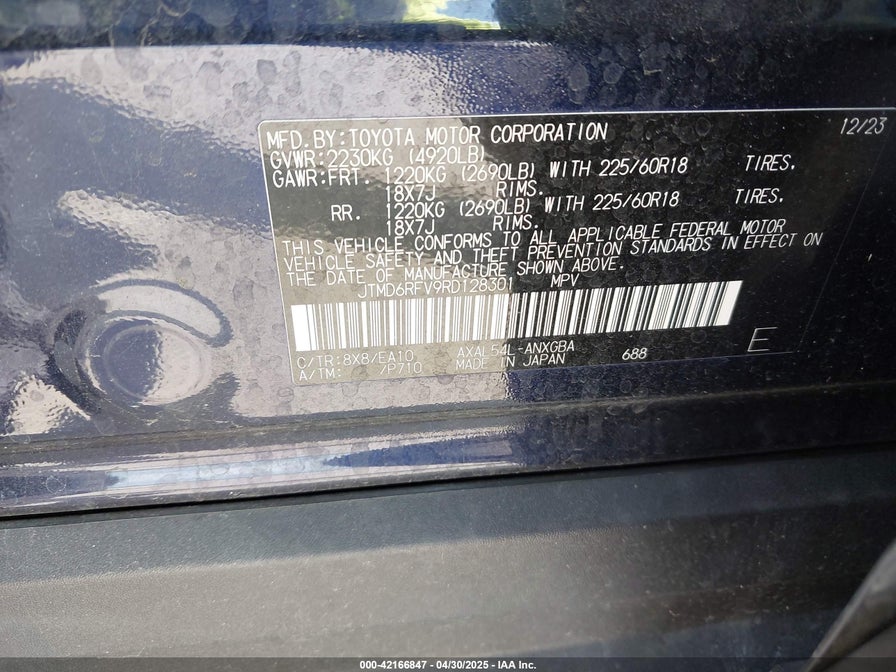 MFD.BY:TOYOTA MOTOR CORPORATION 12/23
GVWR:2230KG (4920LB)
GAWR:FRT. 1220KG (2690LB) WITH 225/60R18 TIRES.
18X7J RIMS.
RR. 1220KG (2690LB) WITH 225/60R18 TIRES.
18X7J RIMS.
THIS VEHICLE CONFORMS TO ALL APPLICABLE FEDERAL MOTOR
VEHICLE SAFETY AND THEFT PREVENTION STANDARDS IN EFFECT ON
THE DATE OF MANUFACTURE SHOWN ABOVE.
JTMD6RFV9RD128301 MPV
C/TR:8X8/EA10 AXAL54L-ANXGBA 688 E
A/TM: /P710 MADE IN JAPAN
000-42166847 - 04/30/2025 - IAA Inc.